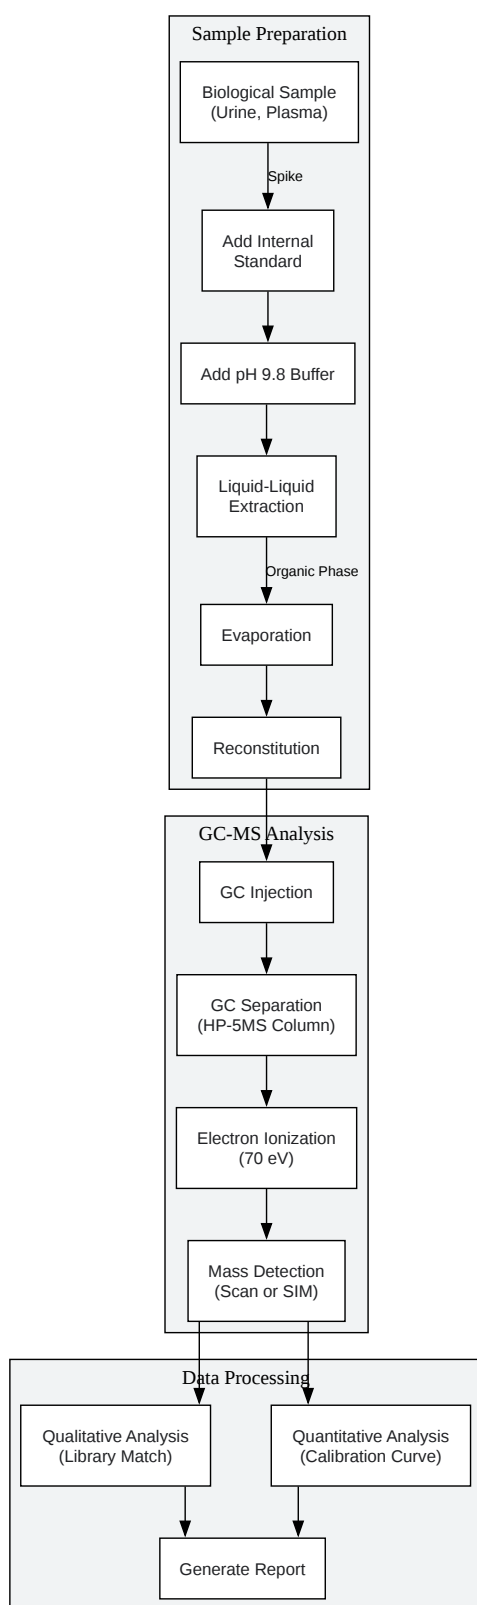 Sample Preparation
Biological Sample
(Urine, Plasma)
Spike
Add Internal
Standard
Add pH 9.8 Buffer
Liquid-Liquid
Extraction
Organic Phase
Evaporation
Reconstitution
GC-MS Analysis
GC Injection
GC Separation
(HP-5MS Column)
Electron Ionization
(70 eV)
Mass Detection
(Scan or SIM)
Data Processing
Qualitative Analysis
(Library Match)
Quantitative Analysis
(Calibration Curve)
Generate Report